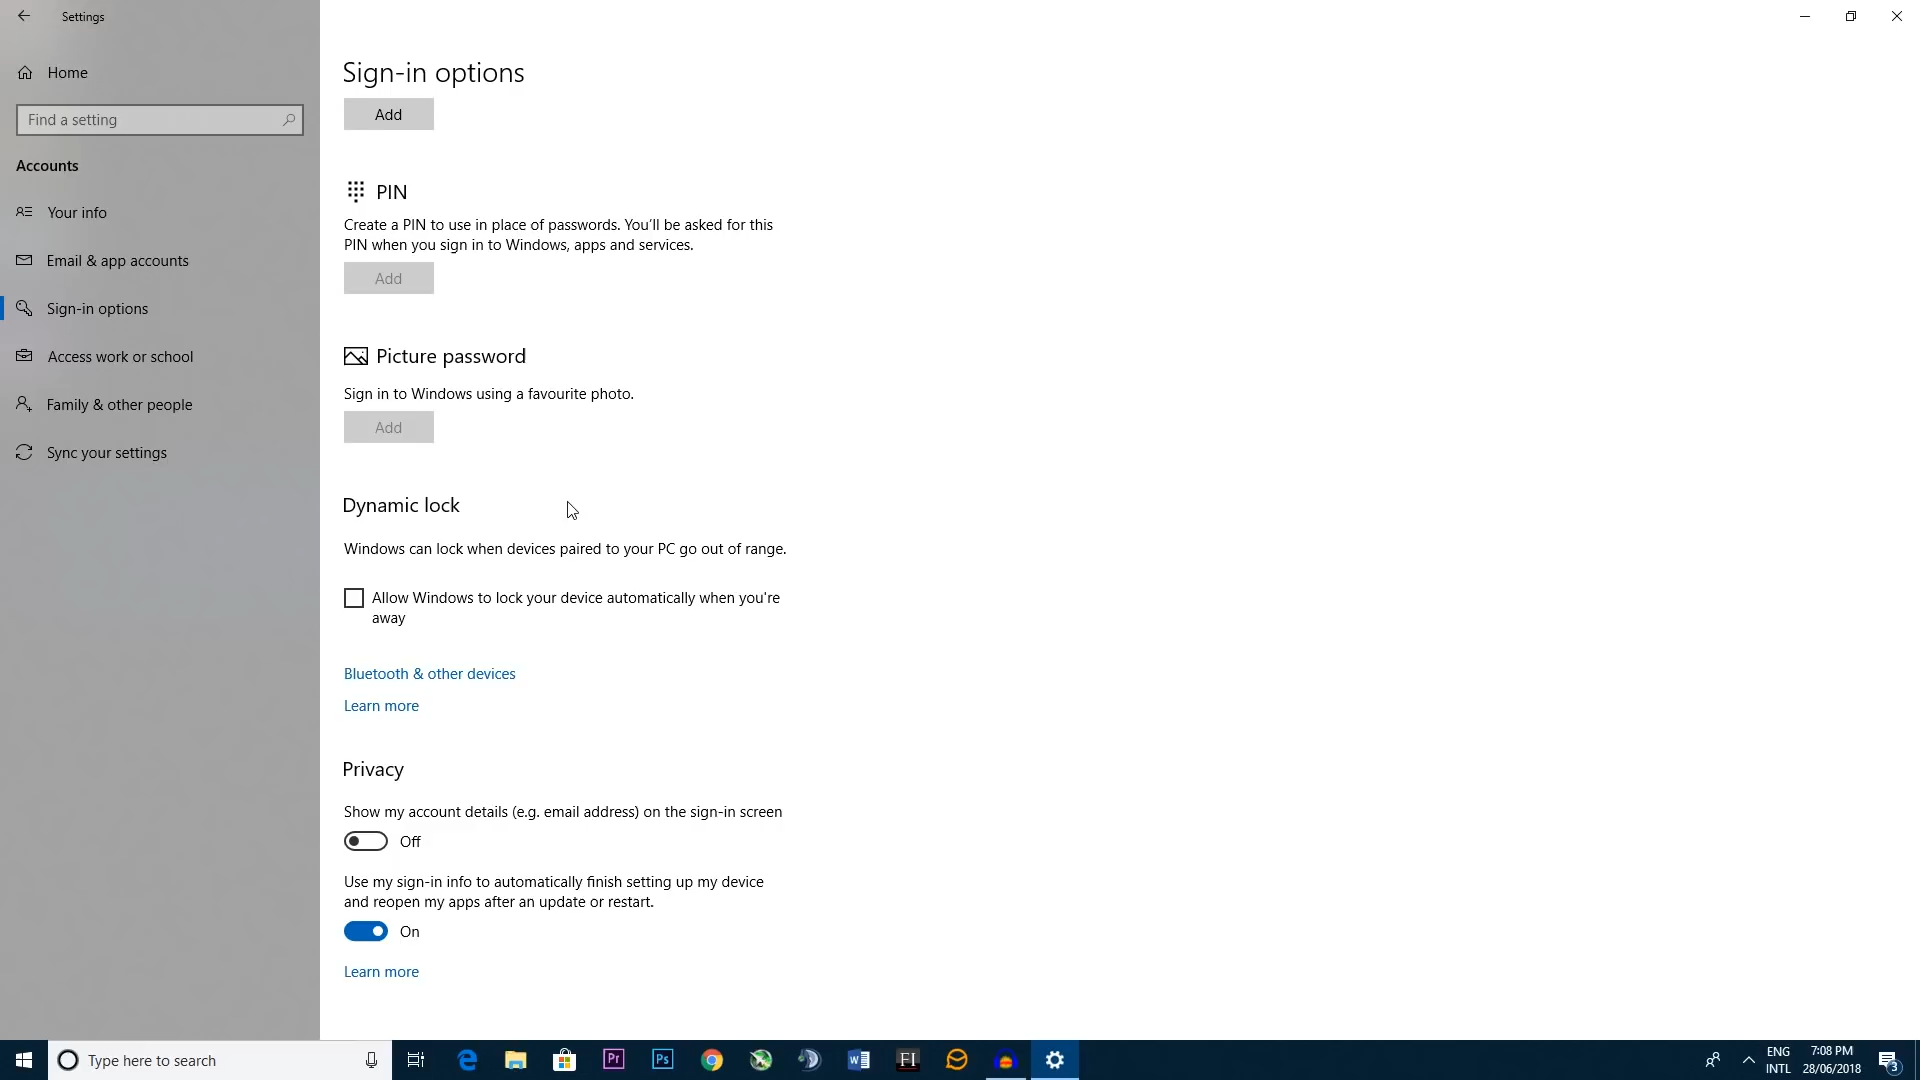 Settings
Home
Find a setting
Accounts
Your info
Email & app accounts
Sign-in options
Access work or school
Family & other people
Sync your settings
Sign-in options
Add
PIN
Create a PIN to use in place of passwords. You'll be asked for this
PIN when you sign in to Windows, apps and services.
Add
Picture password
Sign in to Windows using a favourite photo.
Add
Dynamic lock
Windows can lock when devices paired to your PC go out of range.
Allow Windows to lock your device automatically when you're
away
Bluetooth & other devices
Learn more
Privacy
Show my account details (e.g. email address) on the sign-in screen
Off
Use my sign-in info to automatically finish setting up my device
and reopen my apps after an update or restart.
On
Learn more
Type here to search
Pr
Ps
W
FI
ENG
INTL
7:08 PM
28/06/2018
3